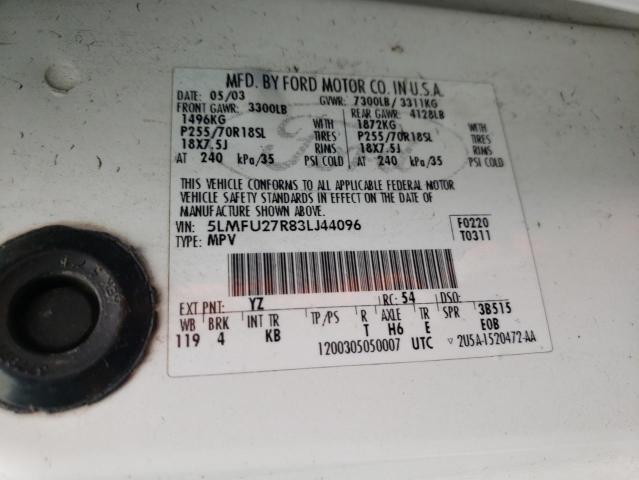 MFD. BY FORD MOTOR CO. IN U.S.A.
DATE: 05/03 GVWR: 7300LB/3311KG
FRONT GAWR: 3300LB REAR GAWR: 4128LB
1496KG WITH 1872KG WITH
P255/70R18SL TIRES P255/70R18SL TIRES
18X7.5J RIMS 18X7.5J RIMS
AT 240 kPa/35 PSI COLD AT 240 kPa/35 PSI COLD
THIS VEHICLE CONFORMS TO ALL APPLICABLE FEDERAL MOTOR
VEHICLE SAFETY STANDARDS IN EFFECT ON THE DATE OF
MANUFACTURE SHOWN ABOVE.
VIN: 5LMFU27R83LJ44096 F0220
TYPE: MPV T0311
EXT PNT: YZ RC: 54 DSO:
WB BRK INT TR TP/PS R AXLE TR SPR 3B515
119 4 KB T H6 E EOB
1200305050007 UTC ▽ 2U5A-1520472-AA